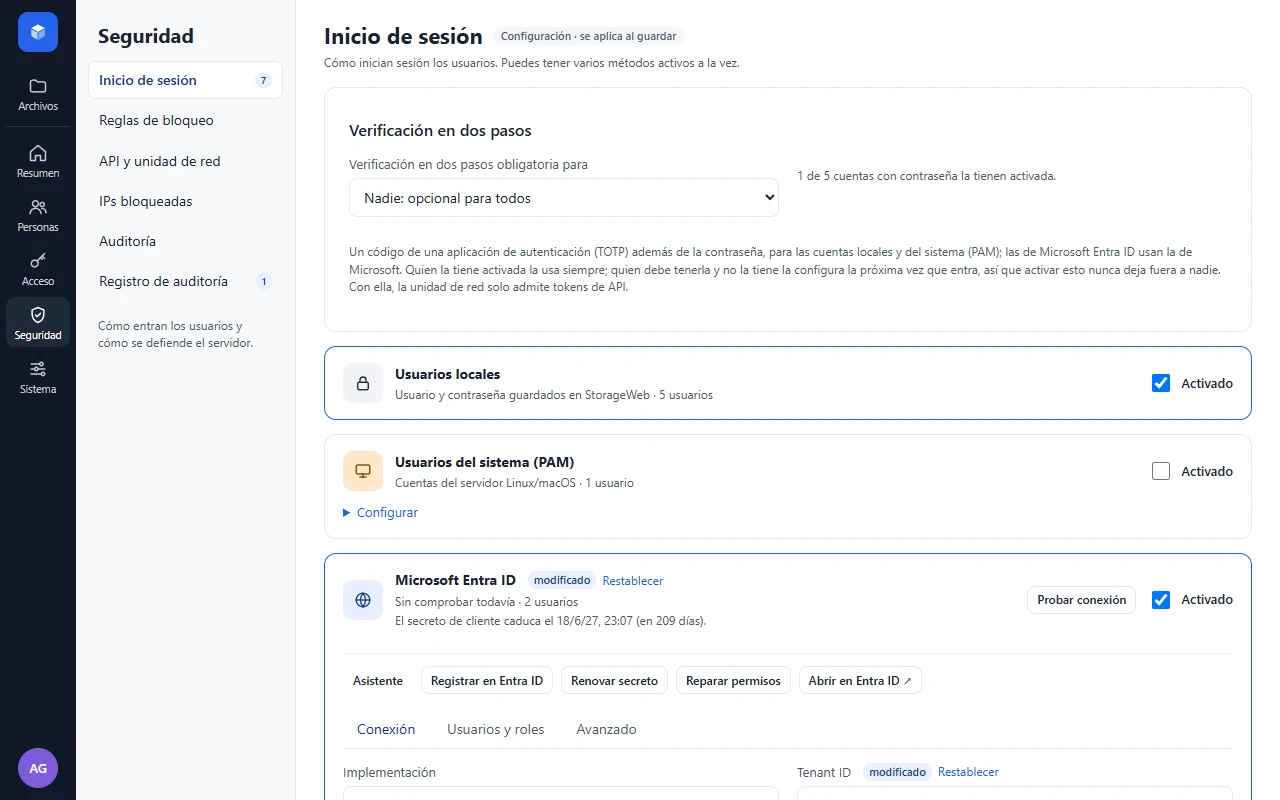 Archivos
Resumen
Personas
Acceso
Seguridad
Sistema
AG
Seguridad
Inicio de sesión 7
Reglas de bloqueo
API y unidad de red
IPs bloqueadas
Auditoría
Registro de auditoría 1
Cómo entran los usuarios y
cómo se defiende el servidor.
Inicio de sesión Configuración · se aplica al guardar
Cómo inician sesión los usuarios. Puedes tener varios métodos activos a la vez.
Verificación en dos pasos
Verificación en dos pasos obligatoria para
Nadie: opcional para todos
1 de 5 cuentas con contraseña la tienen activada.
Un código de una aplicación de autenticación (TOTP) además de la contraseña, para las cuentas locales y del sistema (PAM); las de Microsoft Entra ID usan la de
Microsoft. Quien la tiene activada la usa siempre; quien debe tenerla y no la tiene la configura la próxima vez que entra, así que activar esto nunca deja fuera a nadie.
Con ella, la unidad de red solo admite tokens de API.
Usuarios locales
Usuario y contraseña guardados en StorageWeb · 5 usuarios
Activado
Usuarios del sistema (PAM)
Cuentas del servidor Linux/macOS · 1 usuario
Activado
Configurar
Microsoft Entra ID modificado Restablecer
Sin comprobar todavía · 2 usuarios
El secreto de cliente caduca el 18/6/27, 23:07 (en 209 días).
Probar conexión Activado
Asistente Registrar en Entra ID Renovar secreto Reparar permisos Abrir en Entra ID ↗
Conexión Usuarios y roles Avanzado
Implementación
Tenant ID modificado Restablecer